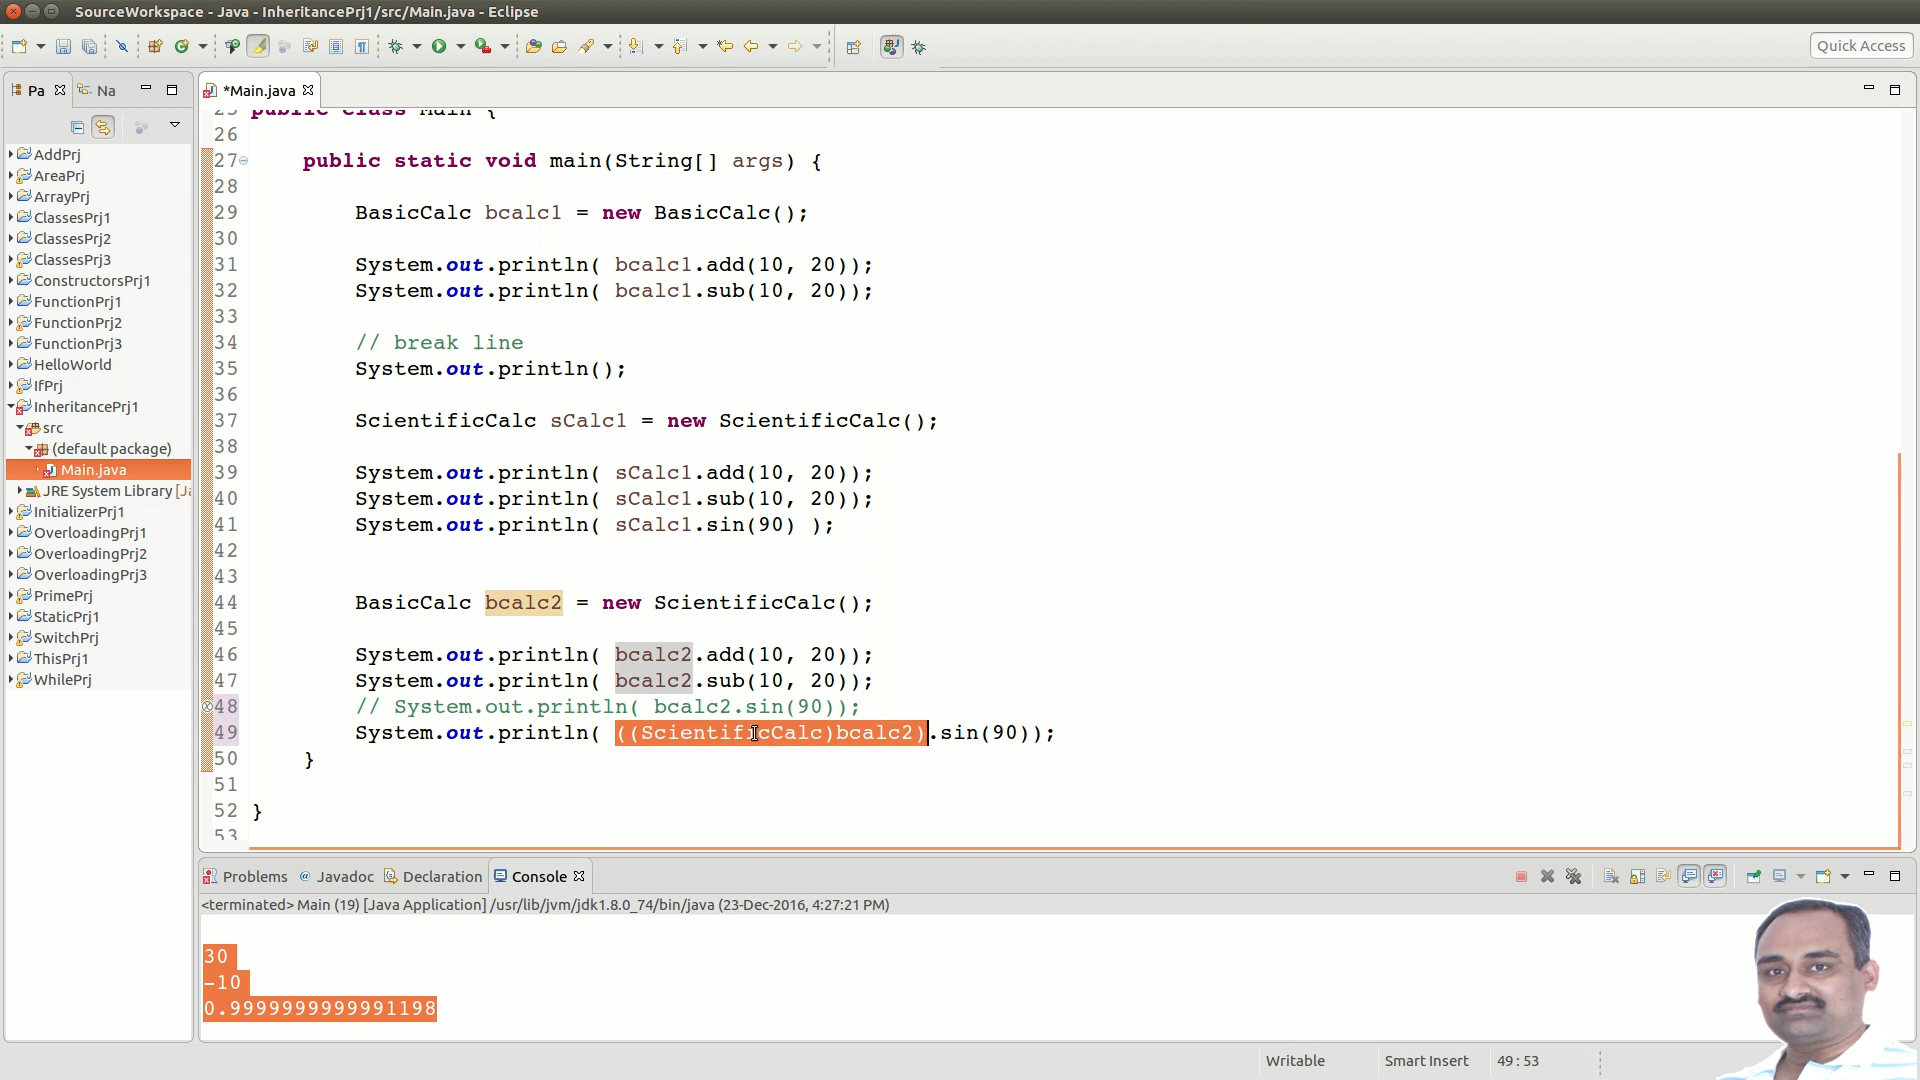 SourceWorkspace - Java - InheritancePrj1/src/Main.java - Eclipse
Quick Access
Pa
Na
*Main.java
AddPrj
AreaPrj
ArrayPrj
ClassesPrj1
ClassesPrj2
ClassesPrj3
ConstructorsPrj1
FunctionPrj1
FunctionPrj2
FunctionPrj3
HelloWorld
IfPrj
InheritancePrj1
src
(default package)
Main.java
JRE System Library [Ja
InitializerPrj1
OverloadingPrj1
OverloadingPrj2
OverloadingPrj3
PrimePrj
StaticPrj1
SwitchPrj
ThisPrj1
WhilePrj
25 public class Main {
26
27 public static void main(String[] args) {
28
29 BasicCalc bcalc1 = new BasicCalc();
30
31 System.out.println( bcalc1.add(10, 20));
32 System.out.println( bcalc1.sub(10, 20));
33
34 // break line
35 System.out.println();
36
37 ScientificCalc sCalc1 = new ScientificCalc();
38
39 System.out.println( sCalc1.add(10, 20));
40 System.out.println( sCalc1.sub(10, 20));
41 System.out.println( sCalc1.sin(90) );
42
43
44 BasicCalc bcalc2 = new ScientificCalc();
45
46 System.out.println( bcalc2.add(10, 20));
47 System.out.println( bcalc2.sub(10, 20));
48 // System.out.println( bcalc2.sin(90));
49 System.out.println( ((ScientificCalc)bcalc2).sin(90));
50 }
51
52 }
53
Problems @ Javadoc Declaration Console
<terminated> Main (19) [Java Application] /usr/lib/jvm/jdk1.8.0_74/bin/java (23-Dec-2016, 4:27:21 PM)
30
-10
0.9999999999991198
Writable Smart Insert 49 : 53